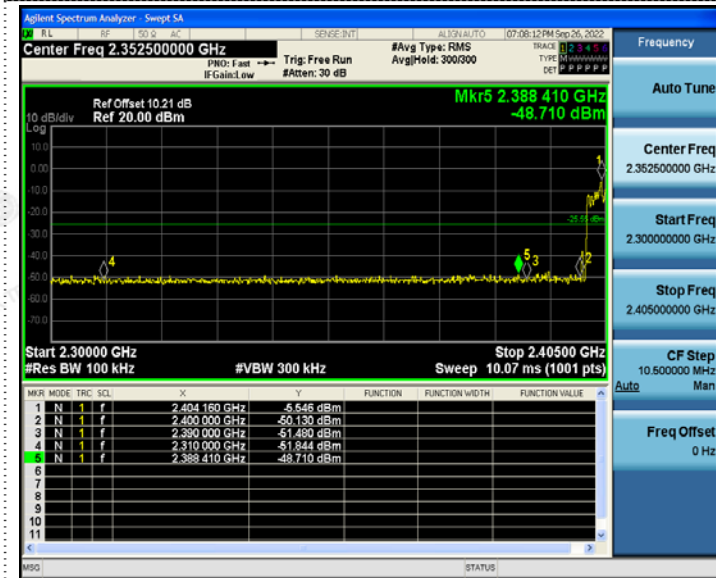 Agilent Spectrum Analyzer - Swept SA
RL RF 50 Ω AC SENSE:INT ALIGN AUTO 07:08:12 PM Sep 26, 2022
Center Freq 2.352500000 GHz
PNO: Fast Trig: Free Run #Avg Type: RMS TRACE 1 2 3 4 5 6
IFGain:Low #Atten: 30 dB Avg|Hold: 300/300 TYPE M WWWWW
DET P P P P P P
Mkr5 2.388 410 GHz
-48.710 dBm
Ref Offset 10.21 dB
10 dB/div Ref 20.00 dBm
Log
10.0
0.00
-10.0
-20.0
-30.0
-40.0
-50.0
-60.0
-70.0
1
2
3
4
5
Start 2.30000 GHz Stop 2.40500 GHz
#Res BW 100 kHz #VBW 300 kHz Sweep 10.07 ms (1001 pts)
MKR MODE TRC SCL X Y FUNCTION FUNCTION WIDTH FUNCTION VALUE
1 N 1 f 2.404 160 GHz -5.546 dBm
2 N 1 f 2.400 000 GHz -50.130 dBm
3 N 1 f 2.390 000 GHz -51.480 dBm
4 N 1 f 2.310 000 GHz -51.844 dBm
5 N 1 f 2.388 410 GHz -48.710 dBm
6
7
8
9
10
11
MSG STATUS
Frequency
Auto Tune
Center Freq
2.352500000 GHz
Start Freq
2.300000000 GHz
Stop Freq
2.405000000 GHz
CF Step
10.500000 MHz
Auto Man
Freq Offset
0 Hz